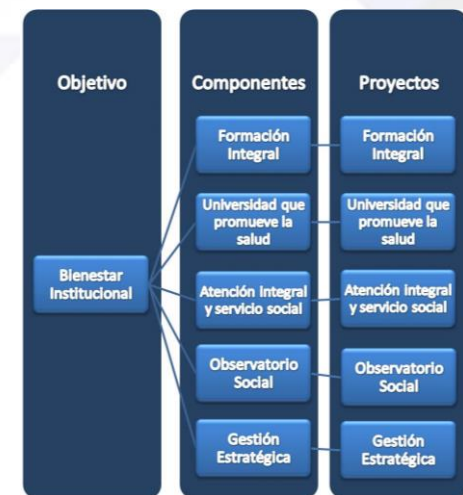 Objetivo
Componentes
Proyectos
Bienestar
Institucional
Formación
Integral
Universidad que
promueve la
salud
Atención integral
y servicio social
Observatorio
Social
Gestión
Estratégica
Formación
Integral
Universidad que
promueve la
salud
Atención integral
y servicio social
Observatorio
Social
Gestión
Estratégica